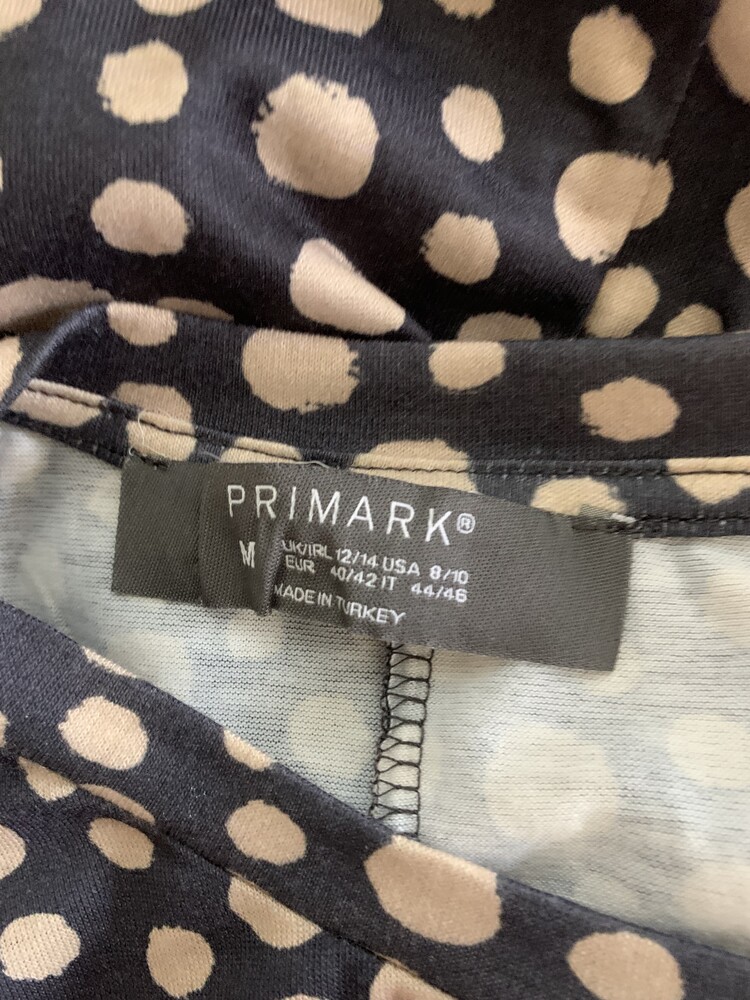 PRIMARK®
M
UK/IRL 12/14 USA 8/10
EUR 40/42 IT 44/46
MADE IN TURKEY